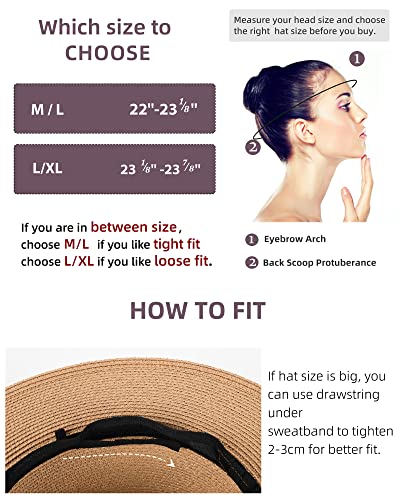 Which size to
CHOOSE
Measure your head size and choose
the right hat size before you buy.
M / L 22"-23 1/8"
L/XL 23 1/8" -23 7/8"
1
2
If you are in between size,
choose M/L if you like tight fit
choose L/XL if you like loose fit.
1 Eyebrow Arch
2 Back Scoop Protuberance
HOW TO FIT
If hat size is big, you
can use drawstring
under
sweatband to tighten
2-3cm for better fit.